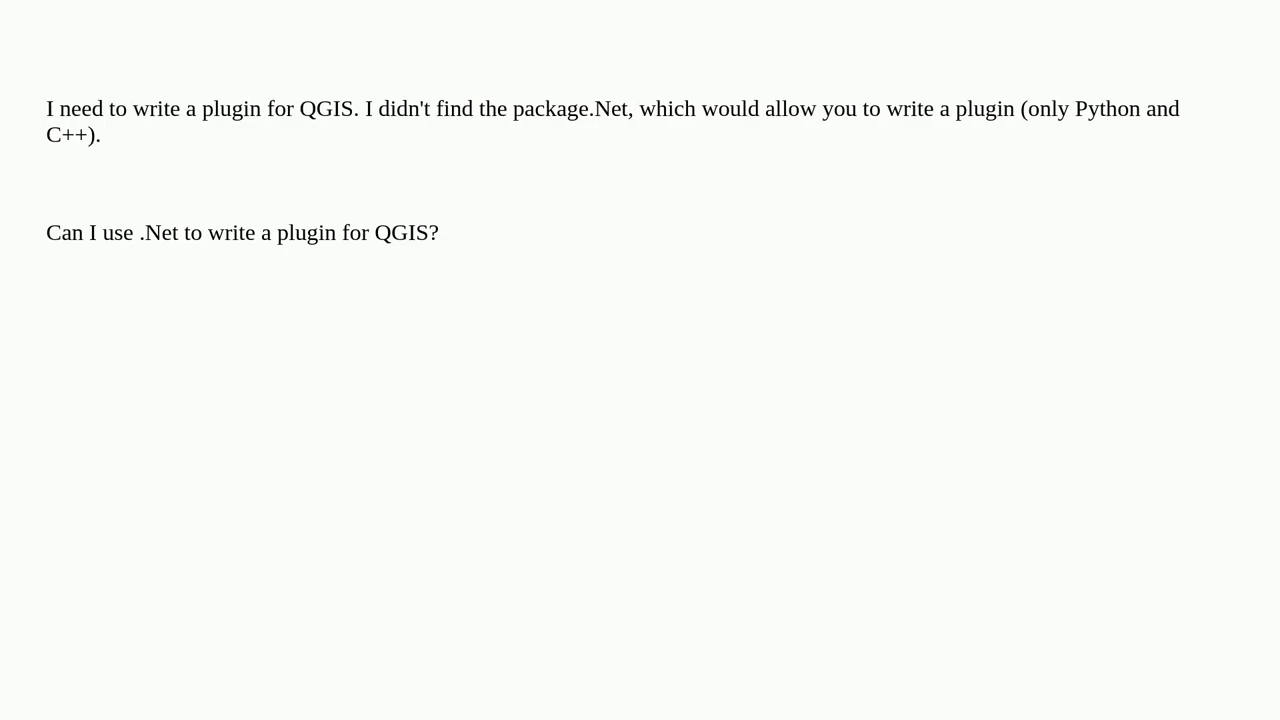 I need to write a plugin for QGIS. I didn't find the package.Net, which would allow you to write a plugin (only Python and
C++).
Can I use .Net to write a plugin for QGIS?